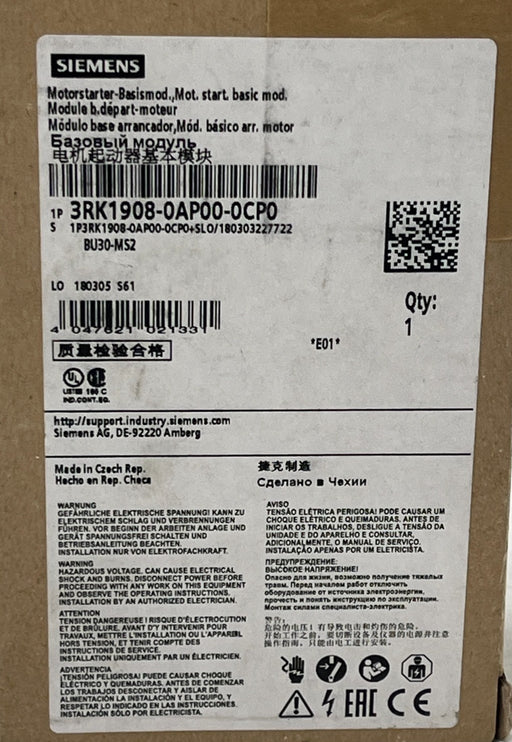 SIEMENS
Motorstarter-Basismod.,Mot. start. basic mod.
Module b.départ-moteur
Módulo base arrancador,Mód. básico arr. motor
Базовый модуль
电机起动器基本模块
1P 3RK1908-0AP00-0CP0
S 1P3RK1908-0AP00-0CP0+SLO/180303227722
BU30-MS2
LO 180305 S61
Qty:
1
4 047621 021331
*E01*
质量检验合格
UL
LISTED 196 C
IND.CONT.EQ.
http://support.industry.siemens.com
Siemens AG, DE-92220 Amberg
Made in Czech Rep.
Hecho en Rep. Checa
捷克制造
Сделано в Чехии
WARNUNG
GEFÄHRLICHE ELEKTRISCHE SPANNUNG! KANN ZU
ELEKTRISCHEM SCHLAG UND VERBRENNUNGEN
FÜHREN. VOR BEGINN DER ARBEITEN ANLAGE UND
GERÄT SPANNUNGSFREI SCHALTEN UND
BETRIEBSANLEITUNG BEACHTEN.
INSTALLATION NUR VON ELEKTROFACHKRAFT.
WARNING
HAZARDOUS VOLTAGE. CAN CAUSE ELECTRICAL
SHOCK AND BURNS. DISCONNECT POWER BEFORE
PROCEEDING WITH ANY WORK ON THIS EQUIPMENT
AND OBSERVE THE OPERATING INSTRUCTIONS.
INSTALLATION BY AN AUTHORIZED ELECTRICIAN.
ATTENTION
TENSION DANGEREUSE ! RISQUE D'ÉLECTROCUTION
ET DE BRÛLURE. AVANT D'Y INTERVENIR POUR
TRAVAUX, METTRE L'INSTALLATION OU L'APPAREIL
HORS TENSION, ET TENIR COMPTE DES
INSTRUCTIONS DE SERVICE.
INSTALLATION UNIQUEMENT PAR UN ÉLECTRICIEN.
ADVERTENCIA
¡TENSIÓN PELIGROSA! PUEDE CAUSAR CHOQUE
ELÉCTRICO Y QUEMADURAS. ANTES DE COMENZAR
LOS TRABAJOS DESCONECTAR Y AISLAR DE
ALIMENTACIÓN LA INSTALACIÓN Y EL EQUIPO, Y
RESPETAR LO INDICADO EN LAS INSTRUCCIONES.
INSTALACIÓN SÓLO POR ELECTRICISTA.
AVISO
TENSÃO ELÉTRICA PERIGOSA! PODE CAUSAR UM
CHOQUE ELÉTRICO E QUEIMADURAS. ANTES DE
INICIAR OS TRABALHOS, DESLIGUE A TENSÃO DA
UNIDADE E DO APARELHO E CONSULTAR,
ADICIONALMENTE, O MANUAL DE SERVIÇO.
INSTALAÇÃO APENAS POR UM ELETRICISTA.
ПРЕДУПРЕЖДЕНИЕ:
ВЫСОКОЕ НАПРЯЖЕНИЕ!
Опасно для жизни, возможно получение тяжелых
травм. Перед началом работ отключить
оборудование от источника электроэнергии,
прочесть и понять инструкцию по эксплуатации.
Монтаж силами специалиста-электрика.
警告:
危险的电压！有导致电击和灼伤的危险。
开始工作之前，要切断设备及仪器的电源并注意
操作指南。只能由电工进行安装。
EAC CE